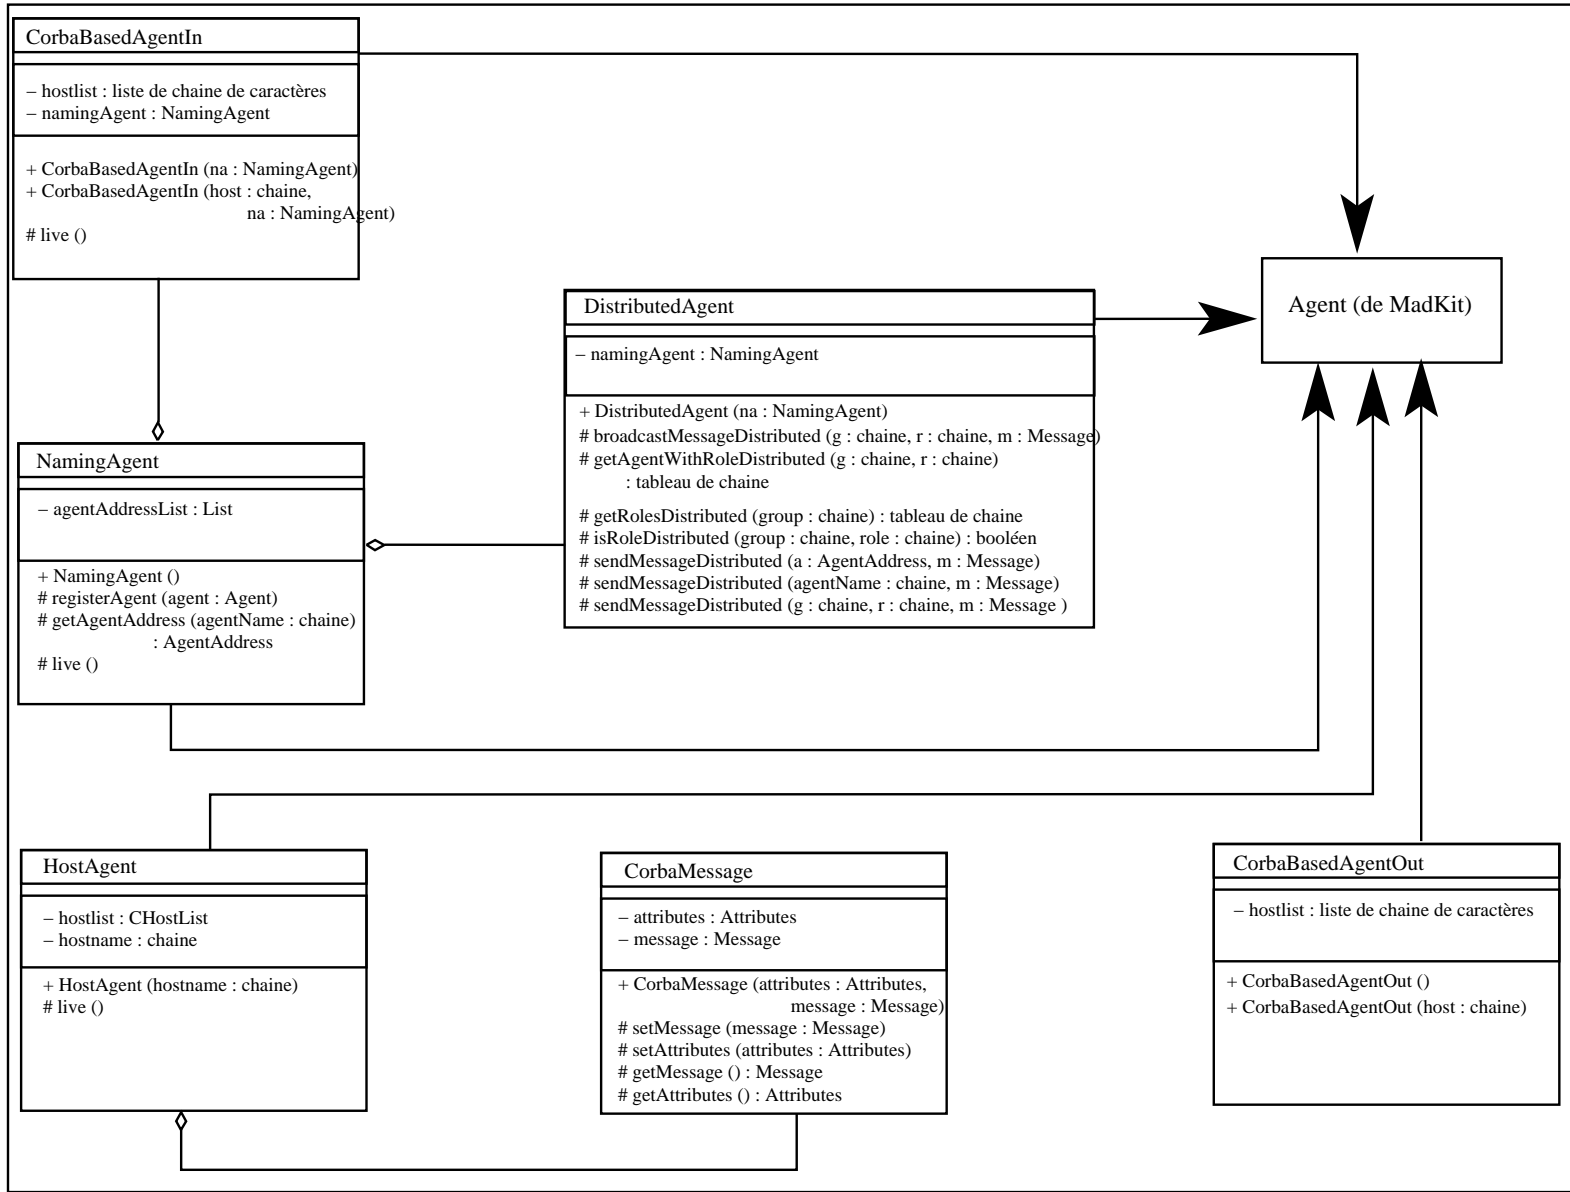 CorbaBasedAgentIn
– hostlist : liste de chaine de caractères
– namingAgent : NamingAgent
+ CorbaBasedAgentIn (na : NamingAgent)
+ CorbaBasedAgentIn (host : chaine,
na : NamingAgent)
# live ()
Agent (de MadKit)
DistributedAgent
– namingAgent : NamingAgent
+ DistributedAgent (na : NamingAgent)
# broadcastMessageDistributed (g : chaine, r : chaine, m : Message)
# getAgentWithRoleDistributed (g : chaine, r : chaine)
: tableau de chaine
# getRolesDistributed (group : chaine) : tableau de chaine
# isRoleDistributed (group : chaine, role : chaine) : booléen
# sendMessageDistributed (a : AgentAddress, m : Message)
# sendMessageDistributed (agentName : chaine, m : Message)
# sendMessageDistributed (g : chaine, r : chaine, m : Message )
NamingAgent
– agentAddressList : List
+ NamingAgent ()
# registerAgent (agent : Agent)
# getAgentAddress (agentName : chaine)
: AgentAddress
# live ()
HostAgent
– hostlist : CHostList
– hostname : chaine
+ HostAgent (hostname : chaine)
# live ()
CorbaMessage
– attributes : Attributes
– message : Message
+ CorbaMessage (attributes : Attributes,
message : Message)
# setMessage (message : Message)
# setAttributes (attributes : Attributes)
# getMessage () : Message
# getAttributes () : Attributes
CorbaBasedAgentOut
– hostlist : liste de chaine de caractères
+ CorbaBasedAgentOut ()
+ CorbaBasedAgentOut (host : chaine)